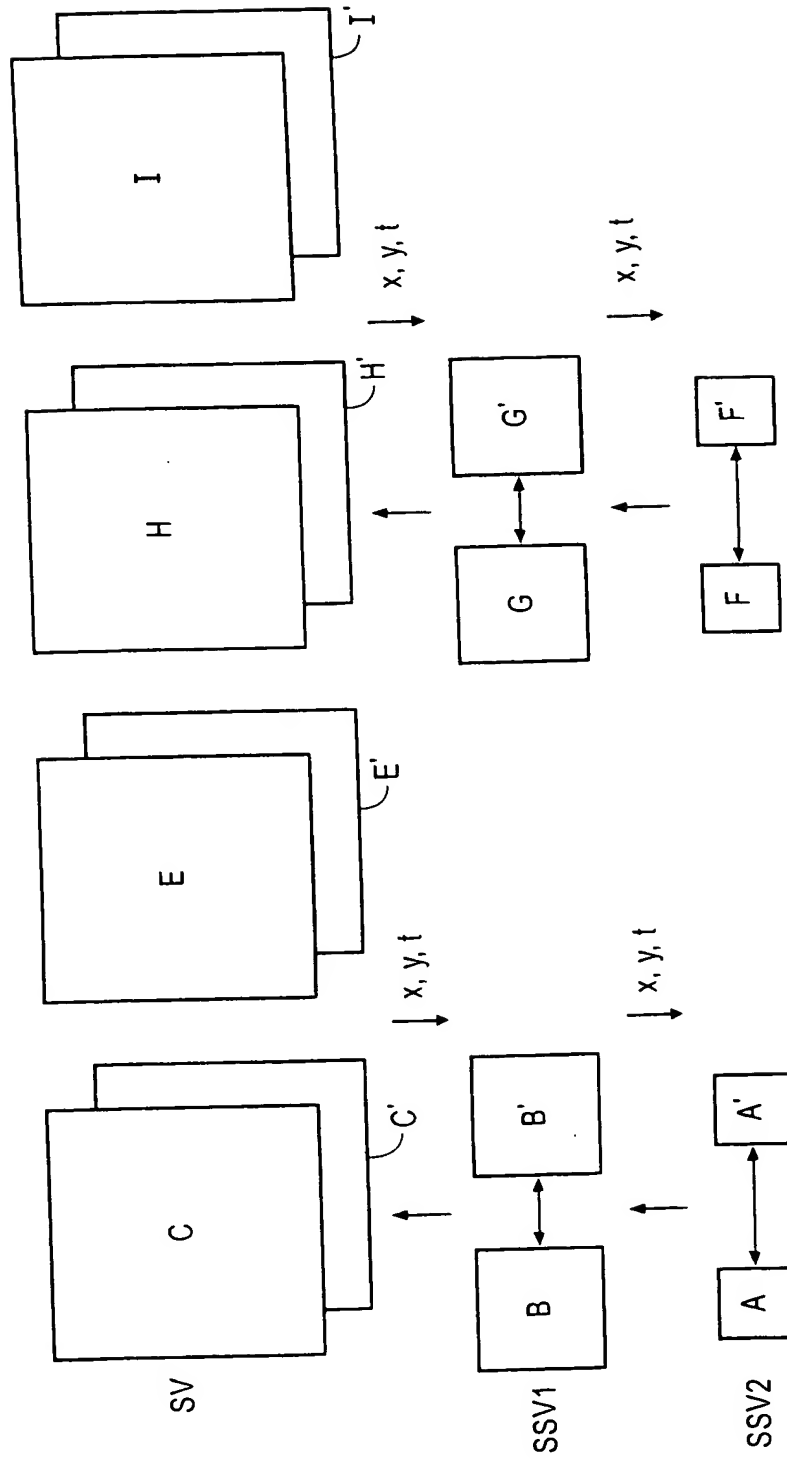 SV
C
C'
E
E'
H
H'
I
I'
x, y, t
x, y, t
SSV1
B
B'
G
G'
x, y, t
x, y, t
SSV2
A
A'
F
F'